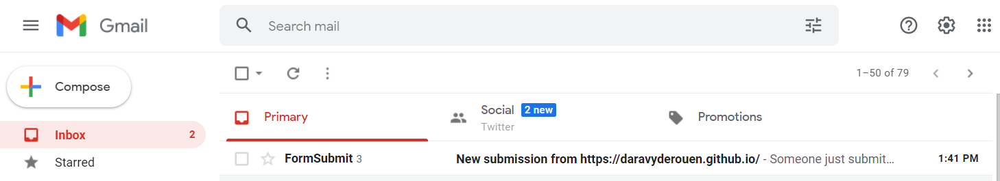 Gmail
Search mail
Compose
1–50 of 79
Primary
Social 2 new
Twitter
Promotions
Inbox 2
Starred
FormSubmit 3 New submission from https://daravyderouen.github.io/ - Someone just submit… 1:41 PM